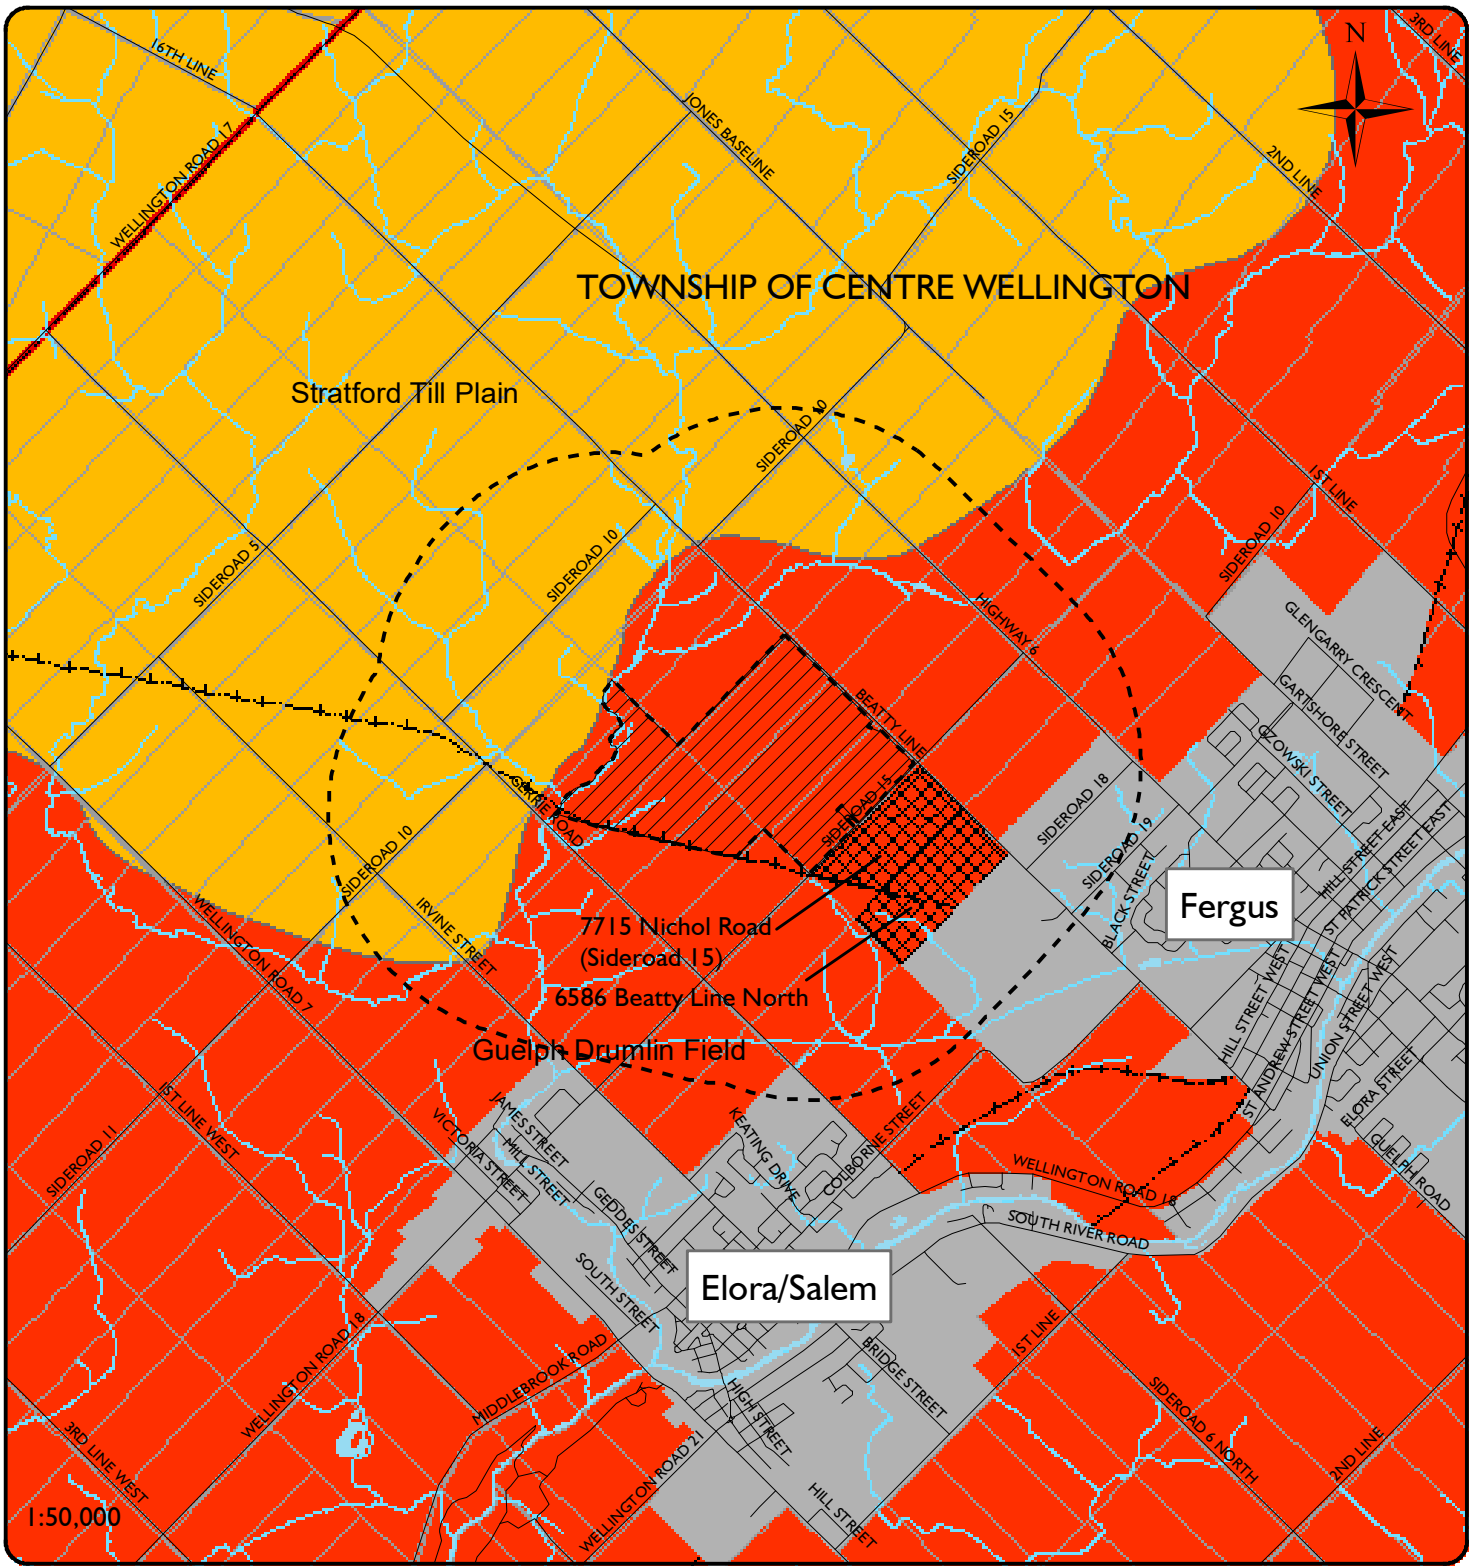 3RD LINE
N
16TH LINE
WELLINGTON ROAD 17
JONES BASELINE
SIDEROAD 15
2ND LINE
TOWNSHIP OF CENTRE WELLINGTON
Stratford Till Plain
SIDEROAD 10
1ST LINE
SIDEROAD 10
SIDEROAD 5
SIDEROAD 10
HIGHWAY 6
GLENGARRY CRESCENT
GARTSHORE STREET
BEATTY LINE
GZOWSKI STREET
GERRIE ROAD
SIDEROAD 15
SIDEROAD 18
SIDEROAD 19
HILL STREET EAST
ST PATRICK STREET EAST
SIDEROAD 10
BLACK STREET
Fergus
IRVINE STREET
WELLINGTON ROAD 7
7715 Nichol Road
(Sideroad 15)
6586 Beatty Line North
HILL STREET WEST
ST ANDREW STREET WEST
UNION STREET WEST
Guelph Drumlin Field
ELORA STREET
GUELPH ROAD
1ST LINE WEST
SIDEROAD 11
JAMES STREET
MILL STREET
VICTORIA STREET
KEATING DRIVE
COLBORNE STREET
WELLINGTON ROAD 18
SOUTH RIVER ROAD
GEDDES STREET
SOUTH STREET
Elora/Salem
WELLINGTON ROAD 18
MIDDLEBROOK ROAD
BRIDGE STREET
1ST LINE
HIGH STREET
SIDEROAD 6 NORTH
2ND LINE
3RD LINE WEST
WELLINGTON ROAD 21
HILL STREET
1:50,000